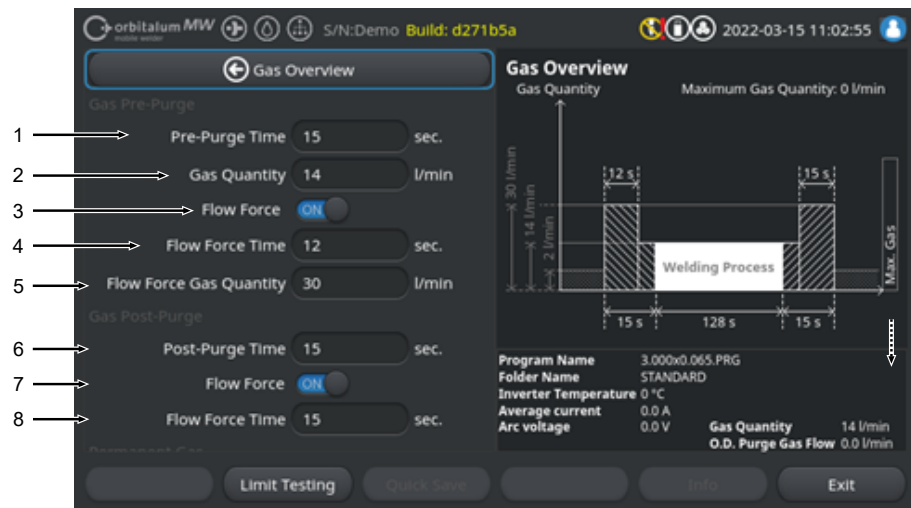 orbitalum MW S/N:Demo Build: d271b5a 2022-03-15 11:02:55
mobile welder
Gas Overview
Gas Pre-Purge
1 Pre-Purge Time 15 sec.
2 Gas Quantity 14 l/min
3 Flow Force ON
4 Flow Force Time 12 sec.
5 Flow Force Gas Quantity 30 l/min
Gas Post-Purge
6 Post-Purge Time 15 sec.
7 Flow Force ON
8 Flow Force Time 15 sec.
Permanent Gas
Gas Overview
Gas Quantity Maximum Gas Quantity: 0 l/min
30 l/min
14 l/min
2 l/min
12 s 15 s
Welding Process
Max. Gas
15 s 128 s 15 s
Program Name 3.000x0.065.PRG
Folder Name STANDARD
Inverter Temperature 0 °C
Average current 0.0 A
Arc voltage 0.0 V Gas Quantity 14 l/min
O.D. Purge Gas Flow 0.0 l/min
Limit Testing Quick Save Info Exit